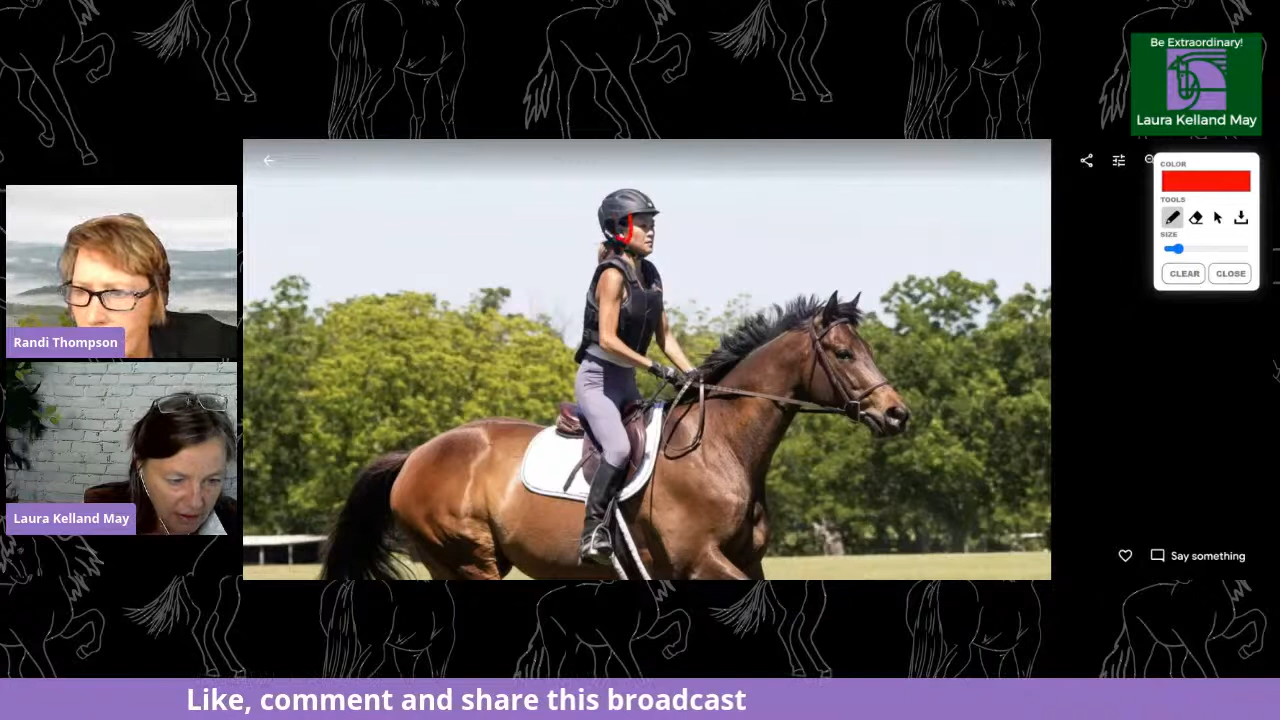 Be Extraordinary!
Laura Kelland May
COLOR
TOOLS
SIZE
CLEAR
CLOSE
Randi Thompson
Laura Kelland May
Say something
Like, comment and share this broadcast